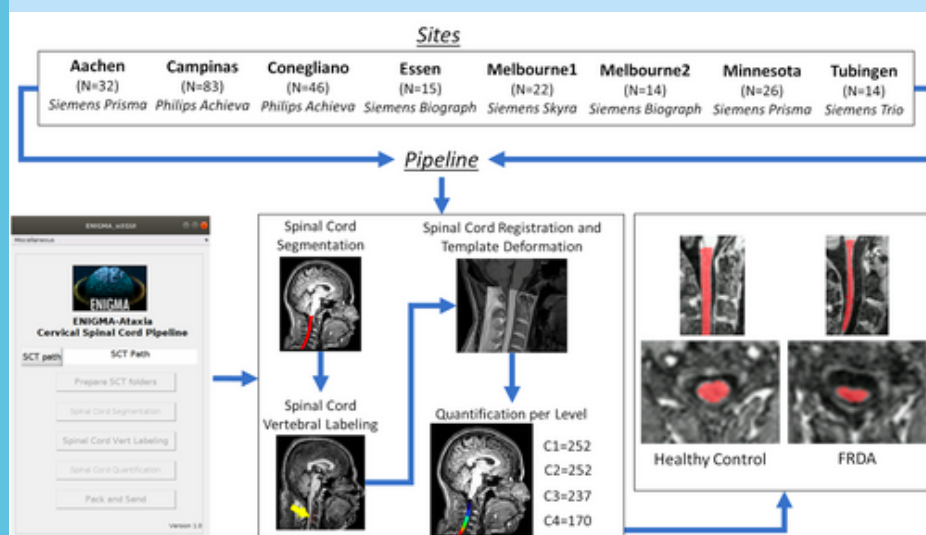 Sites
Aachen Campinas Conegliano Essen Melbourne1 Melbourne2 Minnesota Tubingen
(N=32) (N=83) (N=46) (N=15) (N=22) (N=14) (N=26) (N=14)
Siemens Prisma Philips Achieva Philips Achieva Siemens Biograph Siemens Skyra Siemens Biograph Siemens Prisma Siemens Trio
Pipeline
Miscellaneous
ENIGMA
ENIGMA-Ataxia
Cervical Spinal Cord Pipeline
SCT path SCT Path
Prepare SCT folders
Spinal Cord Segmentation
Spinal Cord Vert Labeling
Spinal Cord Quantification
Pack and Send
Version 1.0
Spinal Cord
Segmentation
Spinal Cord
Vertebral Labeling
Spinal Cord Registration and
Template Deformation
Quantification per Level
C1=252
C2=252
C3=237
C4=170
Healthy Control FRDA